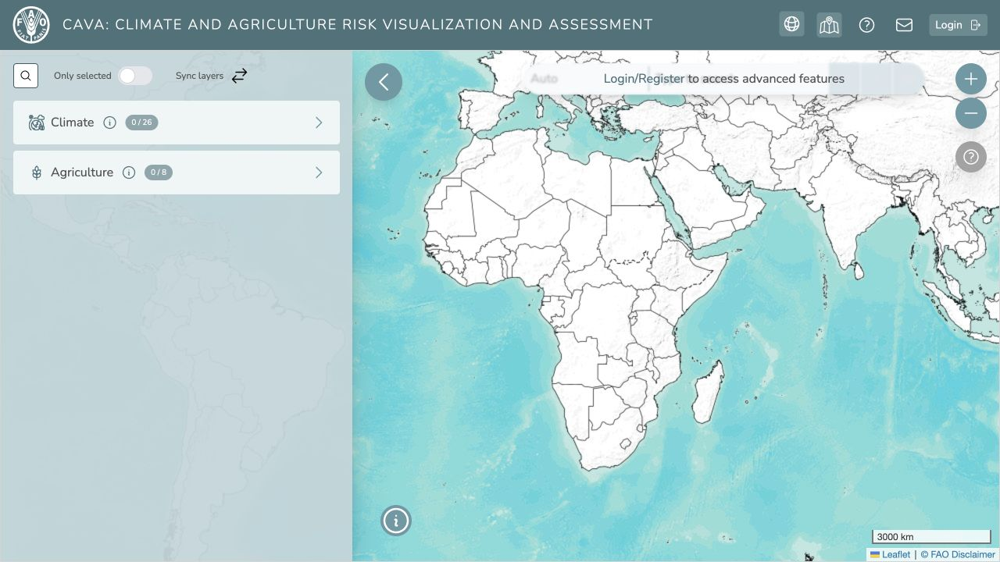 CAVA: CLIMATE AND AGRICULTURE RISK VISUALIZATION AND ASSESSMENT
Login
Only selected
Sync layers
Climate 0 / 26
Agriculture 0 / 8
Auto
Login/Register to access advanced features
3000 km
Leaflet | © FAO Disclaimer